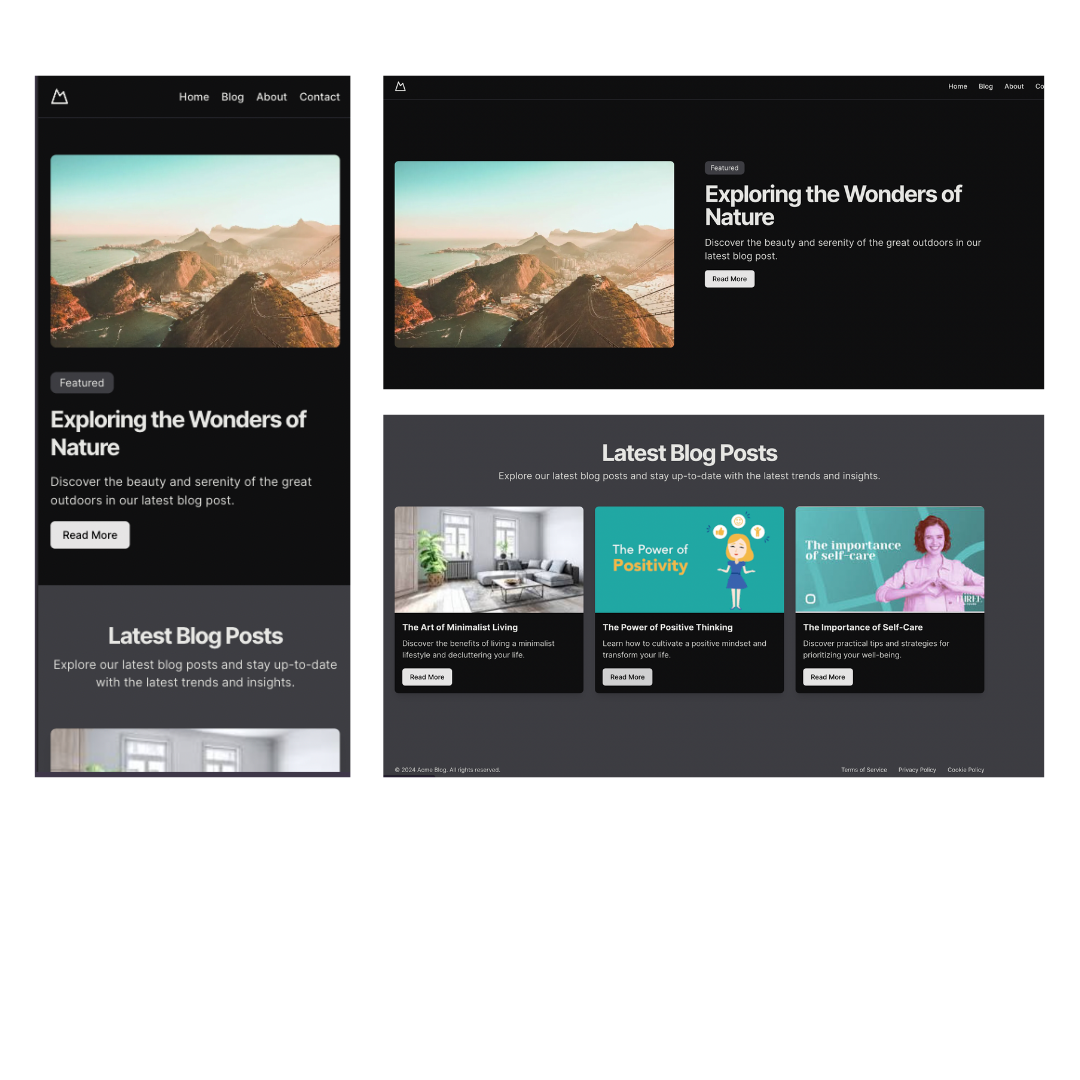 Home Blog About Contact
Featured
Exploring the Wonders of
Nature
Discover the beauty and serenity of the great
outdoors in our latest blog post.
Read More
Latest Blog Posts
Explore our latest blog posts and stay up-to-date
with the latest trends and insights.
Home Blog About Co
Featured
Exploring the Wonders of
Nature
Discover the beauty and serenity of the great outdoors in our
latest blog post.
Read More
Latest Blog Posts
Explore our latest blog posts and stay up-to-date with the latest trends and insights.
The Power of
Positivity
The importance
of self-care
The Art of Minimalist Living
Discover the benefits of living a minimalist
lifestyle and decluttering your life.
Read More
The Power of Positive Thinking
Learn how to cultivate a positive mindset and
transform your life.
Read More
The Importance of Self-Care
Discover practical tips and strategies for
prioritizing your well-being.
Read More
© 2024 Acme Blog. All rights reserved.
Terms of Service Privacy Policy Cookie Policy